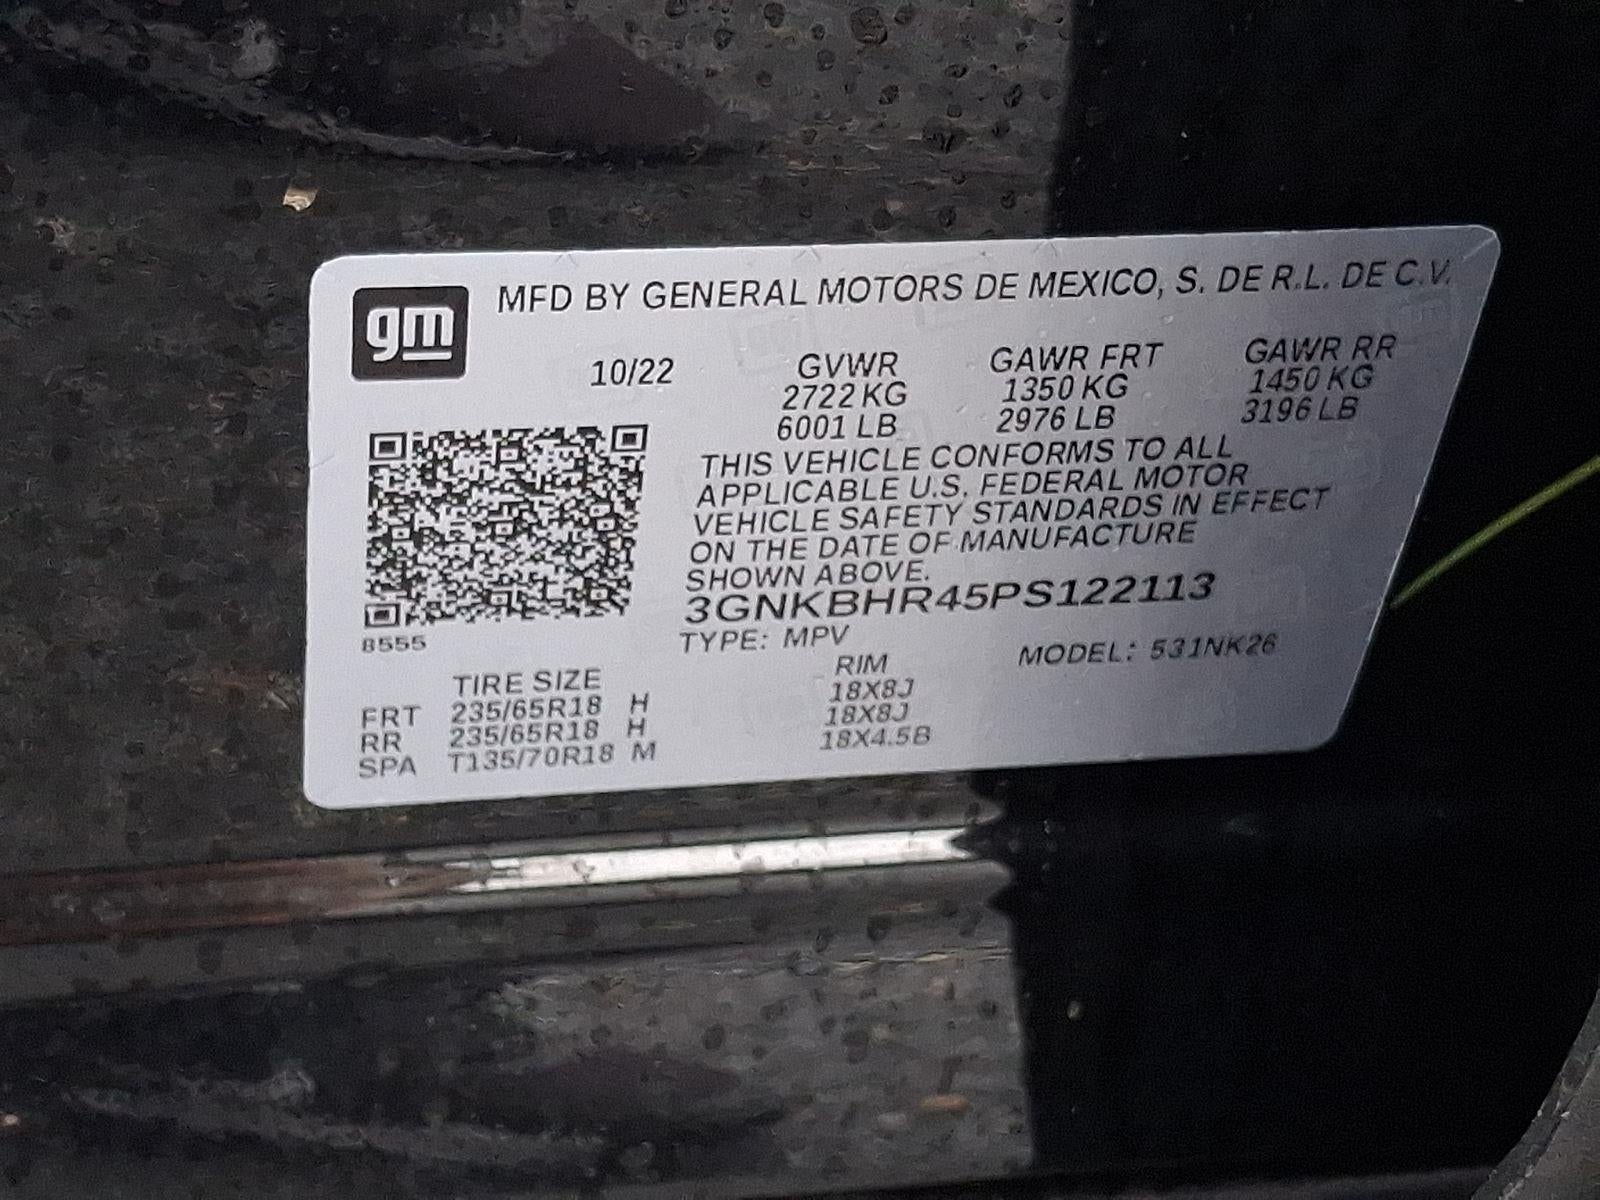 gm
MFD BY GENERAL MOTORS DE MEXICO, S. DE R.L. DE C.V.
10/22 GVWR GAWR FRT GAWR RR
2722 KG 1350 KG 1450 KG
6001 LB 2976 LB 3196 LB
THIS VEHICLE CONFORMS TO ALL
APPLICABLE U.S. FEDERAL MOTOR
VEHICLE SAFETY STANDARDS IN EFFECT
ON THE DATE OF MANUFACTURE
SHOWN ABOVE.
3GNKBHR45PS122113
8555
TYPE: MPV MODEL: 531NK26
TIRE SIZE RIM
FRT 235/65R18 H 18X8J
RR 235/65R18 H 18X8J
SPA T135/70R18 M 18X4.5B